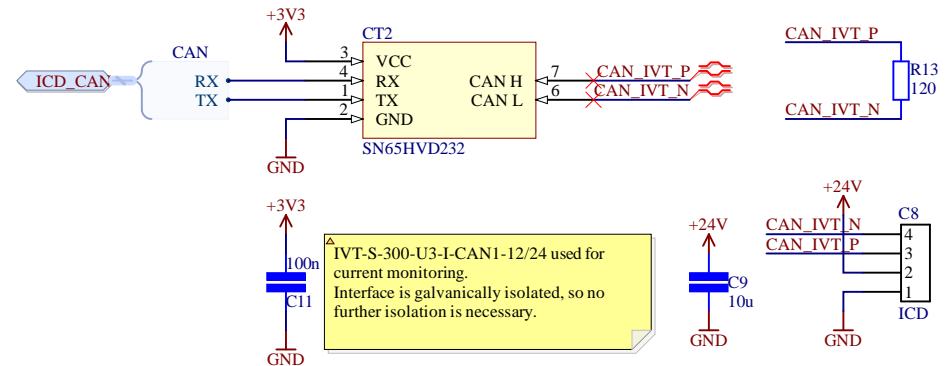 +3V3
CT2
CAN
ICD_CAN
RX
TX
3
4
1
2
VCC
RX
TX
GND
CAN H
CAN L
7
6
CAN_IVT_P
CAN_IVT_N
SN65HVD232
GND
CAN_IVT_P
R13
120
CAN_IVT_N
+3V3
100n
C11
GND
IVT-S-300-U3-I-CAN1-12/24 used for
current monitoring.
Interface is galvanically isolated, so no
further isolation is necessary.
+24V
C9
10u
GND
+24V
C8
CAN_IVT_N
CAN_IVT_P
4
3
2
1
ICD
GND